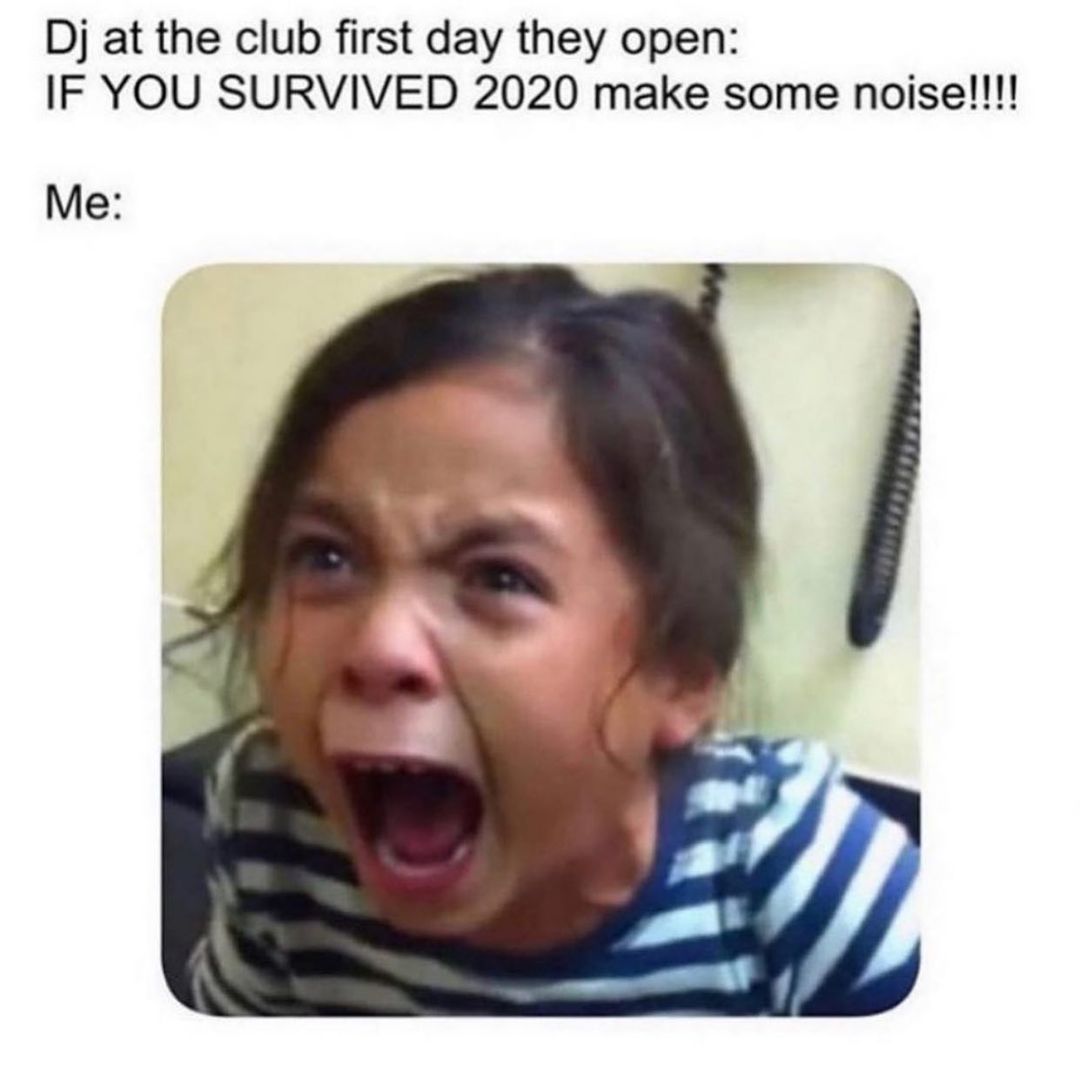 Dj at the club first day they open:
IF YOU SURVIVED 2020 make some noise!!!!
Me: